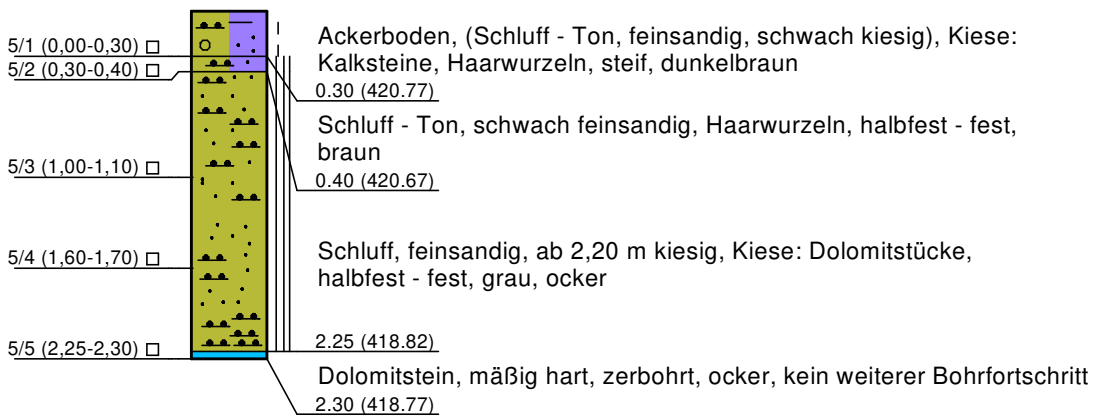 5/1 (0,00-0,30)
5/2 (0,30-0,40)
5/3 (1,00-1,10)
5/4 (1,60-1,70)
5/5 (2,25-2,30)
Ackerboden, (Schluff - Ton, feinsandig, schwach kiesig), Kiese:
Kalksteine, Haarwurzeln, steif, dunkelbraun
0.30 (420.77)
Schluff - Ton, schwach feinsandig, Haarwurzeln, halbfest - fest,
braun
0.40 (420.67)
Schluff, feinsandig, ab 2,20 m kiesig, Kiese: Dolomitstücke,
halbfest - fest, grau, ocker
2.25 (418.82)
Dolomitstein, mäßig hart, zerbohrt, ocker, kein weiterer Bohrfortschritt
2.30 (418.77)